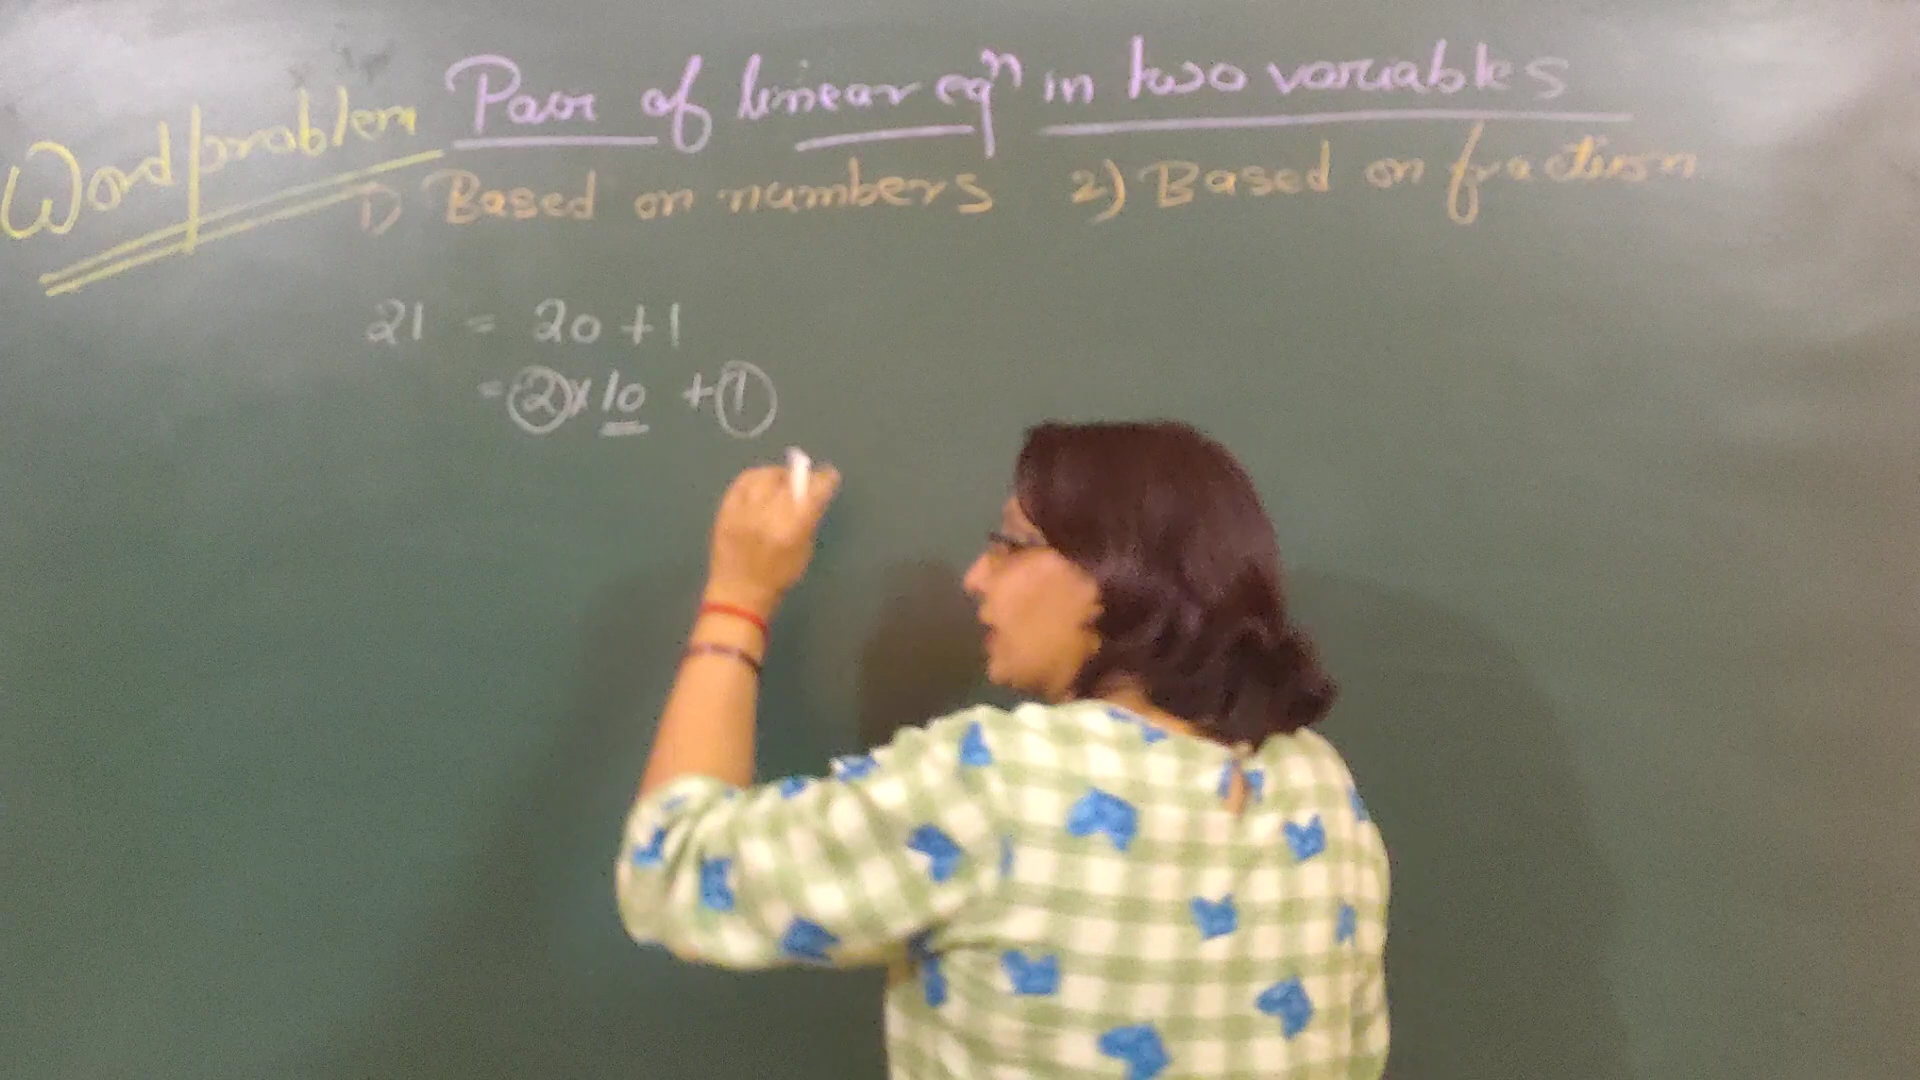 Pair of linear eqⁿ in two variables
Word problem
1) Based on numbers 2) Based on fraction
21 = 20 + 1
= 2 × 10 + 1